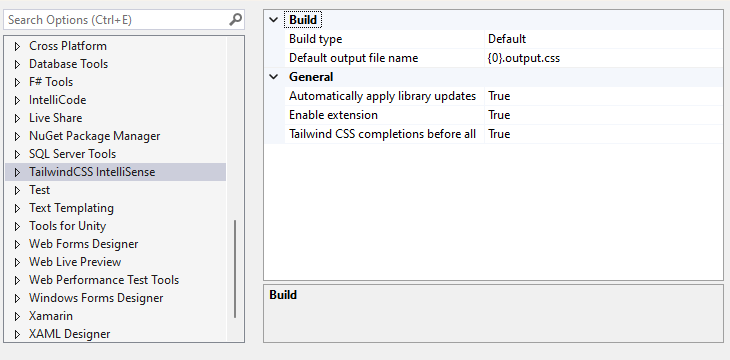 Search Options (Ctrl+E)
Cross Platform
Database Tools
F# Tools
IntelliCode
Live Share
NuGet Package Manager
SQL Server Tools
TailwindCSS IntelliSense
Test
Text Templating
Tools for Unity
Web Forms Designer
Web Live Preview
Web Performance Test Tools
Windows Forms Designer
Xamarin
XAML Designer
Build
Build type Default
Default output file name {0}.output.css
General
Automatically apply library updates True
Enable extension True
Tailwind CSS completions before all True
Build